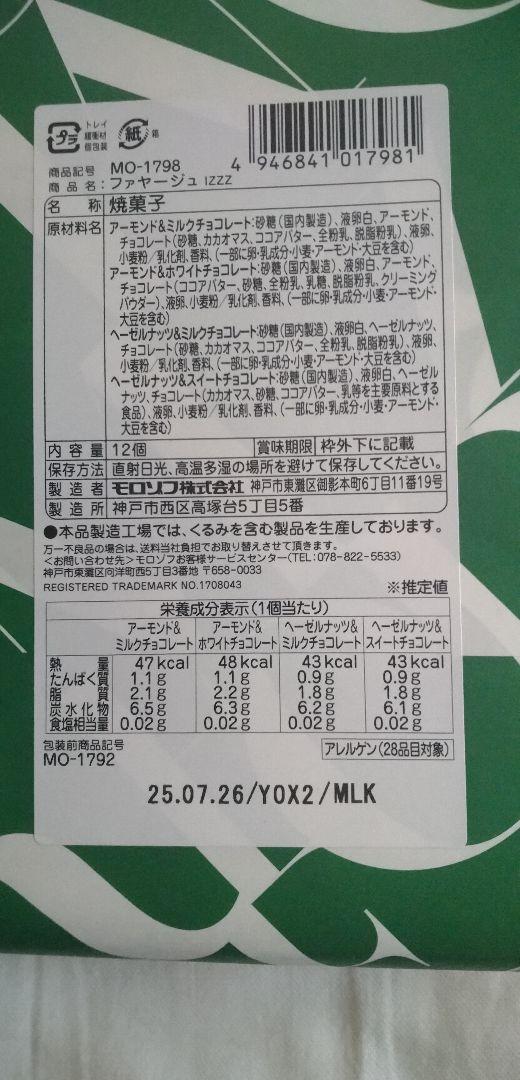 プラ
トレイ
緩衝材
個包装
紙
箱
商品記号 MO-1798
商品名:ファヤージュIZZZ
4 946841 017981
名称 焼菓子
原材料名 アーモンド&ミルクチョコレート:砂糖(国内製造)、液卵白、アーモンド、
チョコレート(砂糖、カカオマス、ココアバター、全粉乳、脱脂粉乳)、液卵、
小麦粉/乳化剤、香料、(一部に卵・乳成分・小麦・アーモンド・大豆を含む)
アーモンド&ホワイトチョコレート:砂糖(国内製造)、液卵白、アーモンド、
チョコレート(ココアバター、砂糖、全粉乳、乳糖、脱脂粉乳、クリーミング
パウダー)、液卵、小麦粉/乳化剤、香料、(一部に卵・乳成分・小麦・アーモンド・
大豆を含む)
ヘーゼルナッツ&ミルクチョコレート:砂糖(国内製造)、液卵白、ヘーゼルナッツ、
チョコレート(砂糖、カカオマス、ココアバター、全粉乳、脱脂粉乳)、液卵、
小麦粉/乳化剤、香料、(一部に卵・乳成分・小麦・アーモンド・大豆を含む)
ヘーゼルナッツ&スイートチョコレート:砂糖(国内製造)、液卵白、ヘーゼル
ナッツ、チョコレート(カカオマス、砂糖、ココアバター、乳等を主要原料とする
食品)、液卵、小麦粉/乳化剤、香料、(一部に卵・乳成分・小麦・アーモンド・
大豆を含む)
内容量 12個 賞味期限 枠外下に記載
保存方法 直射日光、高温多湿の場所を避けて保存してください。
製造者 モロゾフ株式会社 神戸市東灘区御影本町6丁目11番19号
製造所 神戸市西区高塚台5丁目5番
●本品製造工場では、くるみを含む製品を生産しております。
万一不良品の場合は、送料当社負担でお取り替えさせて頂きます。
<お問い合わせ先>モロゾフお客様サービスセンター(TEL:078-822-5533)
神戸市東灘区向洋町西5丁目3番地 〒658-0033
REGISTERED TRADEMARK NO.1708043 ※推定値
栄養成分表示(1個当たり)
アーモンド& アーモンド& ヘーゼルナッツ& ヘーゼルナッツ&
ミルクチョコレート ホワイトチョコレート ミルクチョコレート スイートチョコレート
熱量 47kcal 48kcal 43kcal 43kcal
たんぱく質 1.1g 1.1g 0.9g 0.9g
脂質 2.1g 2.2g 1.8g 1.8g
炭水化物 6.5g 6.3g 6.2g 6.1g
食塩相当量 0.02g 0.02g 0.02g 0.02g
包装前商品記号 アレルゲン(28品目対象)
MO-1792
25.07.26/YOX2/MLK